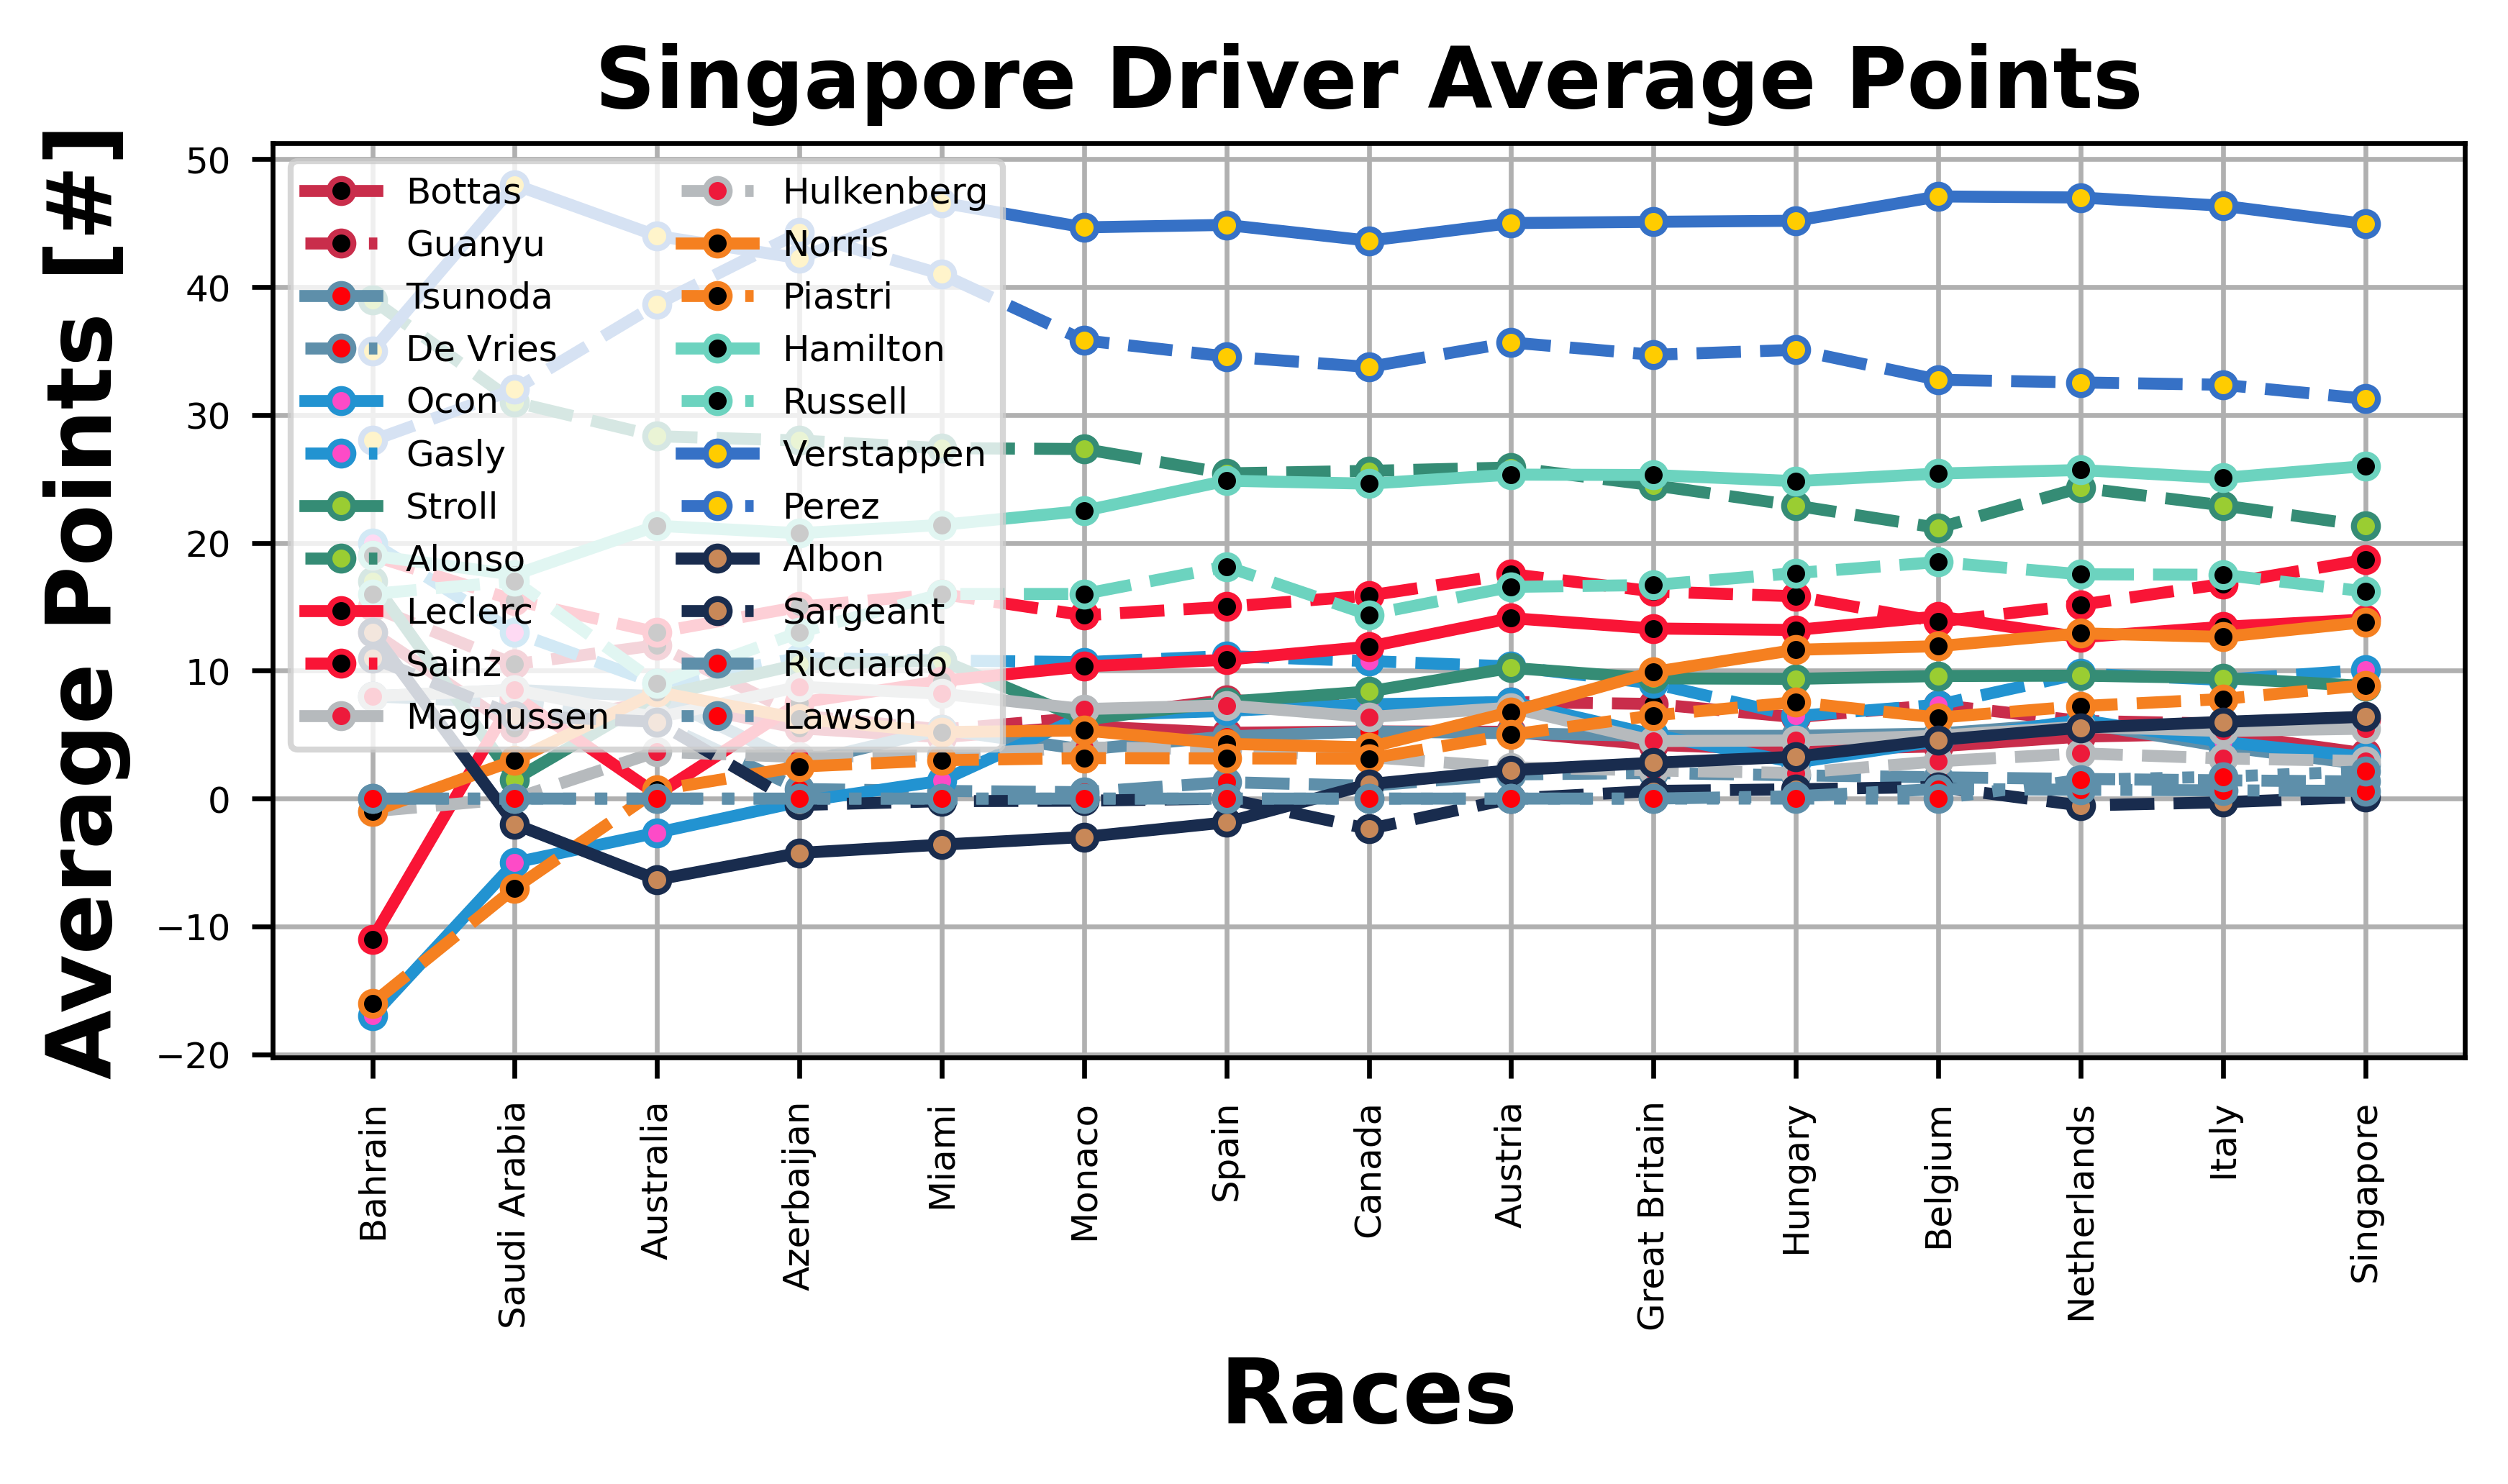 Singapore Driver Average Points
Average Points [#]
50
40
30
20
10
0
−10
−20
Bottas
Guanyu
Tsunoda
De Vries
Ocon
Gasly
Stroll
Alonso
Leclerc
Sainz
Magnussen
Hulkenberg
Norris
Piastri
Hamilton
Russell
Verstappen
Perez
Albon
Sargeant
Ricciardo
Lawson
Bahrain
Saudi Arabia
Australia
Azerbaijan
Miami
Monaco
Spain
Canada
Austria
Great Britain
Hungary
Belgium
Netherlands
Italy
Singapore
Races